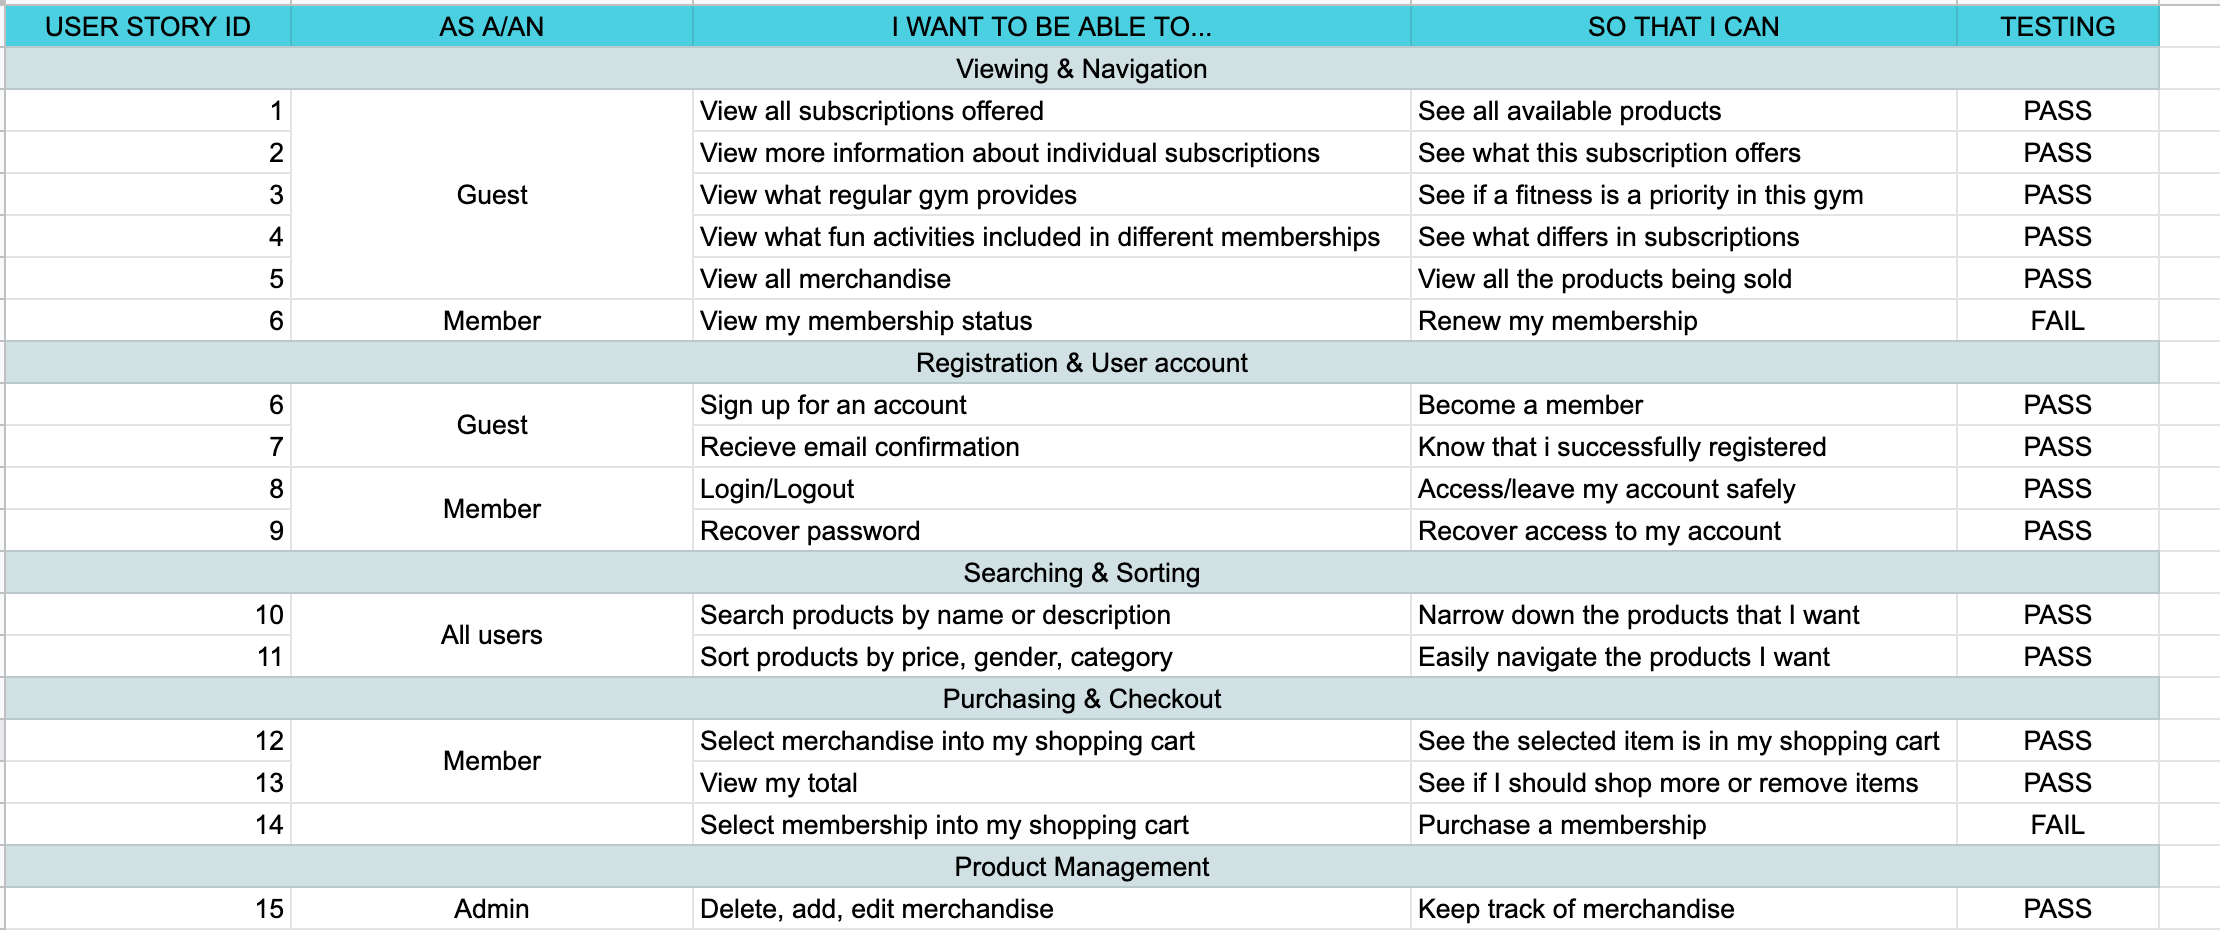 USER STORY ID AS A/AN I WANT TO BE ABLE TO... SO THAT I CAN TESTING
Viewing & Navigation
1 View all subscriptions offered See all available products PASS
2 View more information about individual subscriptions See what this subscription offers PASS
3 Guest View what regular gym provides See if a fitness is a priority in this gym PASS
4 View what fun activities included in different memberships See what differs in subscriptions PASS
5 View all merchandise View all the products being sold PASS
6 Member View my membership status Renew my membership FAIL
Registration & User account
6 Guest Sign up for an account Become a member PASS
7 Recieve email confirmation Know that i successfully registered PASS
8 Member Login/Logout Access/leave my account safely PASS
9 Recover password Recover access to my account PASS
Searching & Sorting
10 All users Search products by name or description Narrow down the products that I want PASS
11 Sort products by price, gender, category Easily navigate the products I want PASS
Purchasing & Checkout
12 Member Select merchandise into my shopping cart See the selected item is in my shopping cart PASS
13 View my total See if I should shop more or remove items PASS
14 Select membership into my shopping cart Purchase a membership FAIL
Product Management
15 Admin Delete, add, edit merchandise Keep track of merchandise PASS